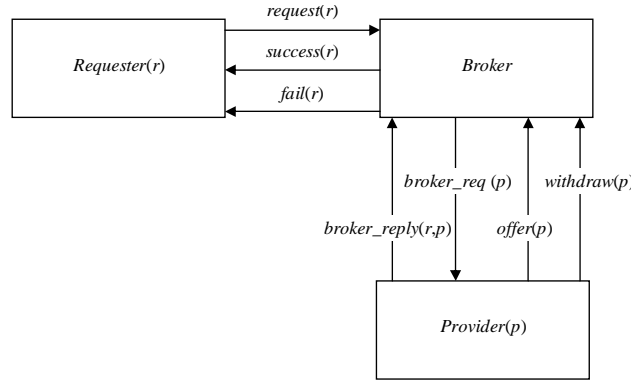 request(r)
Requester(r)
success(r)
Broker
fail(r)
broker_req (p)
withdraw(p)
broker_reply(r,p)
offer(p)
Provider(p)